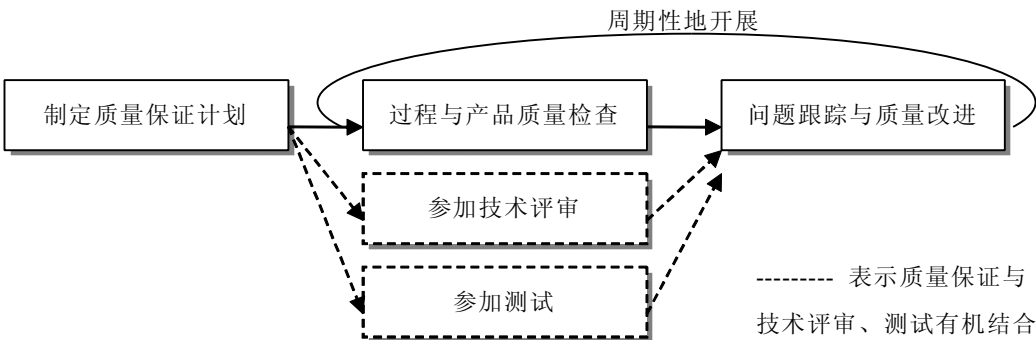 周期性地开展
制定质量保证计划
过程与产品质量检查
问题跟踪与质量改进
参加技术评审
参加测试
--------- 表示质量保证与
技术评审、测试有机结合